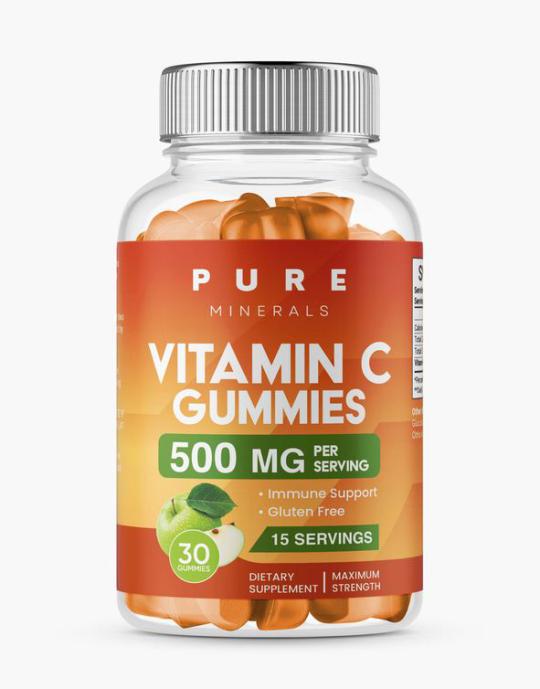 PURE
MINERALS
VITAMIN C
GUMMIES
500 MG PER SERVING
• Immune Support
• Gluten Free
15 SERVINGS
30
GUMMIES
DIETARY SUPPLEMENT
MAXIMUM STRENGTH